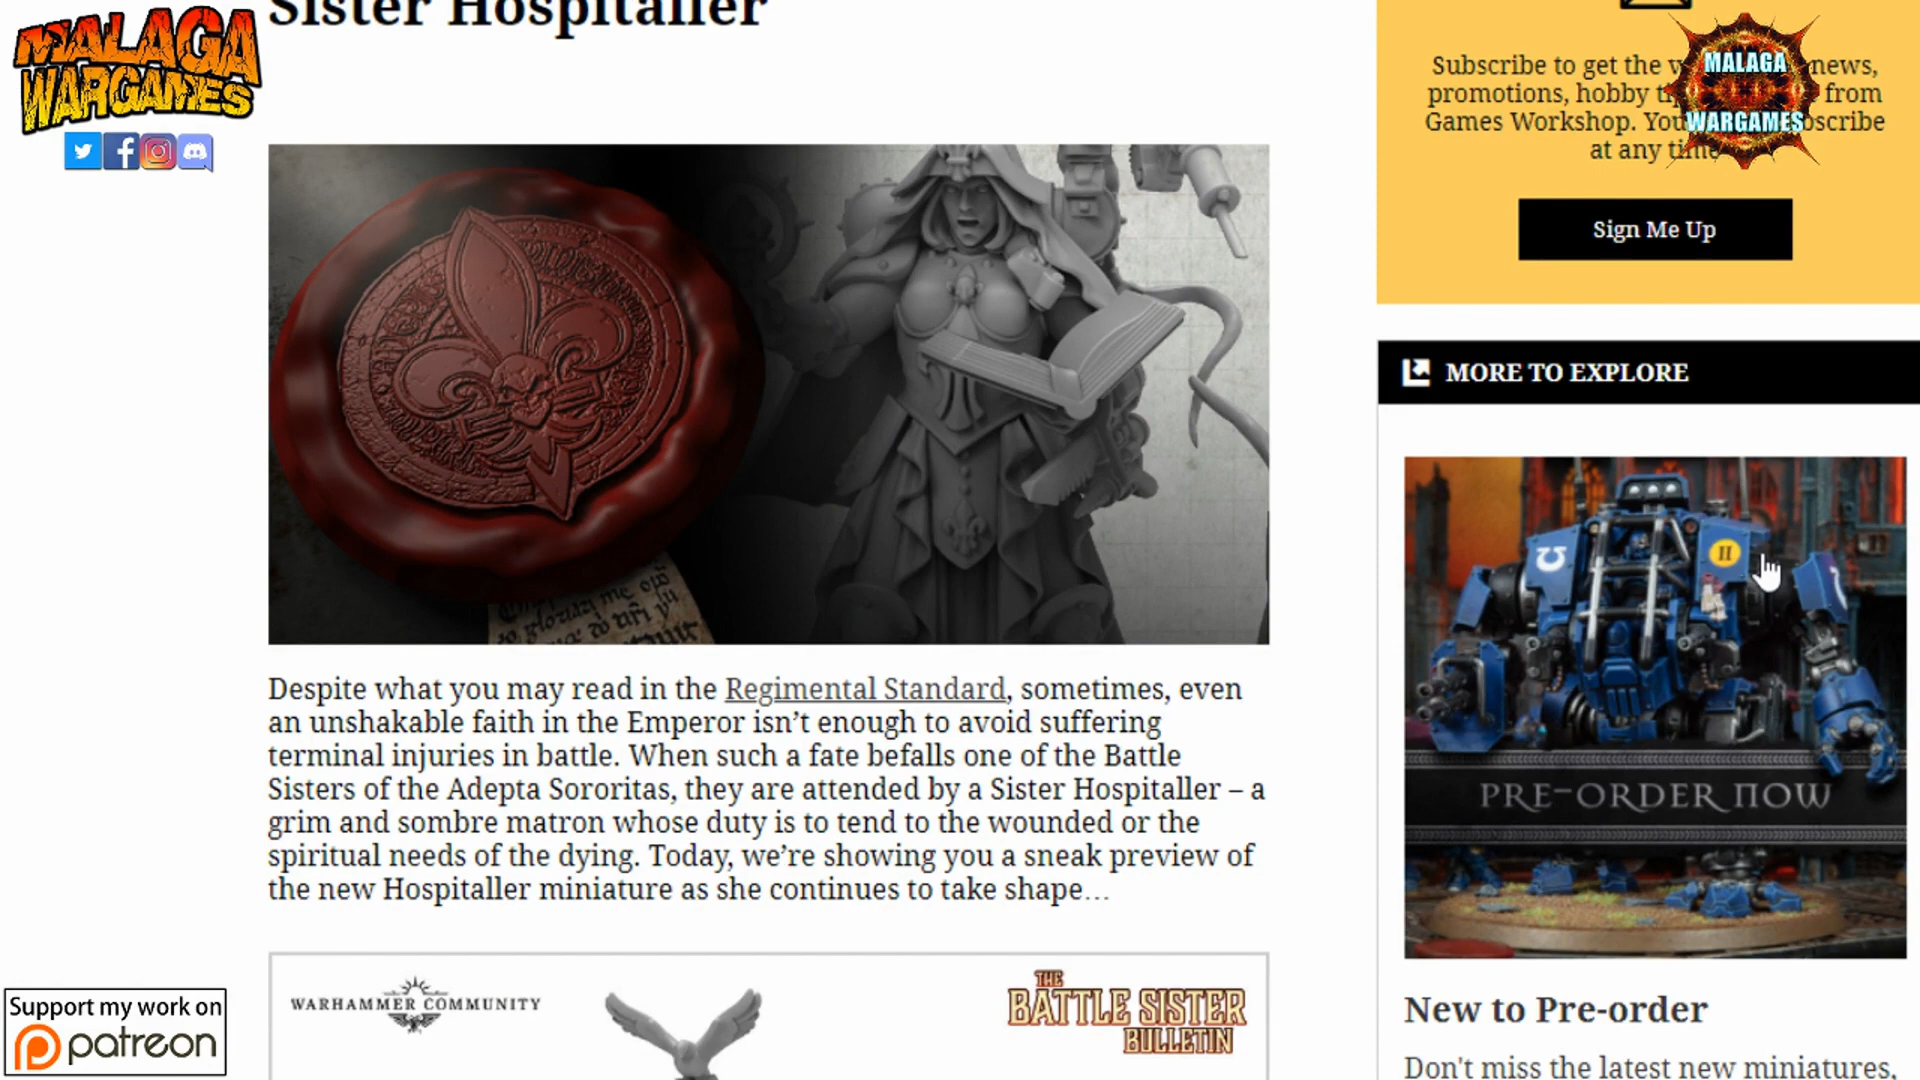 Sister Hospitaller
MALAGA
WARGAMES
Despite what you may read in the Regimental Standard, sometimes, even
an unshakable faith in the Emperor isn’t enough to avoid suffering
terminal injuries in battle. When such a fate befalls one of the Battle
Sisters of the Adepta Sororitas, they are attended by a Sister Hospitaller – a
grim and sombre matron whose duty is to tend to the wounded or the
spiritual needs of the dying. Today, we’re showing you a sneak preview of
the new Hospitaller miniature as she continues to take shape…
WARHAMMER COMMUNITY
THE
BATTLE SISTER
BULLETIN
Support my work on
patreon
Subscribe to get the news,
promotions, hobby from
Games Workshop.
at any time
MALAGA
WARGAMES
Sign Me Up
MORE TO EXPLORE
II
PRE-ORDER NOW
New to Pre-order
Don't miss the latest new miniatures,